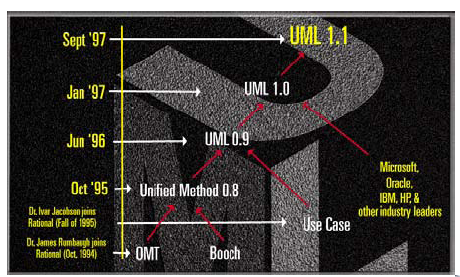 Sept '97
UML 1.1
Jan '97
UML 1.0
Jun '96
UML 0.9
Microsoft,
Oracle,
IBM, HP, &
other industry leaders
Oct '95
Unified Method 0.8
Dr. Ivar Jacobson joins
Rational (Fall of 1995)
Use Case
Dr. James Rumbaugh joins
Rational (Oct, 1994)
OMT
Booch